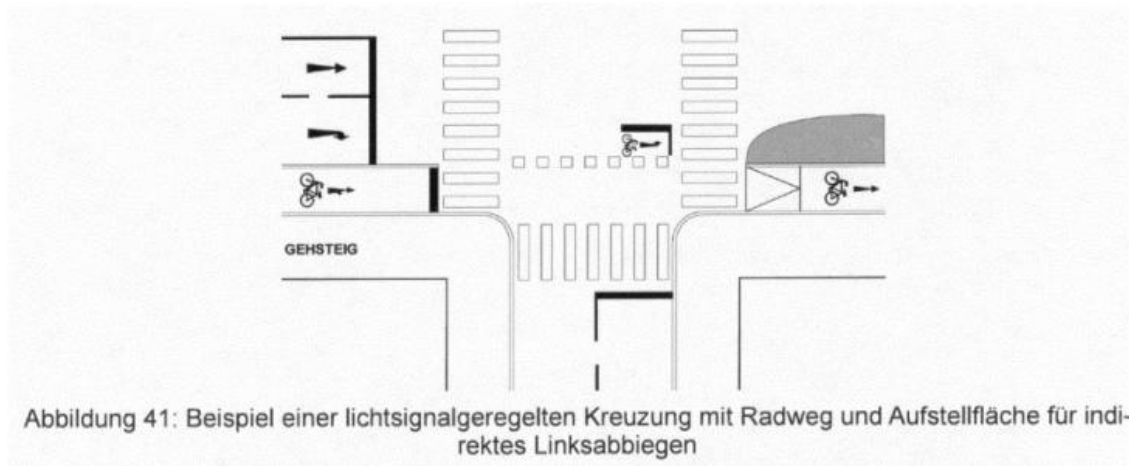 GEHSTEIG
Abbildung 41: Beispiel einer lichtsignalgeregelten Kreuzung mit Radweg und Aufstellfläche für indi-
rektes Linksabbiegen